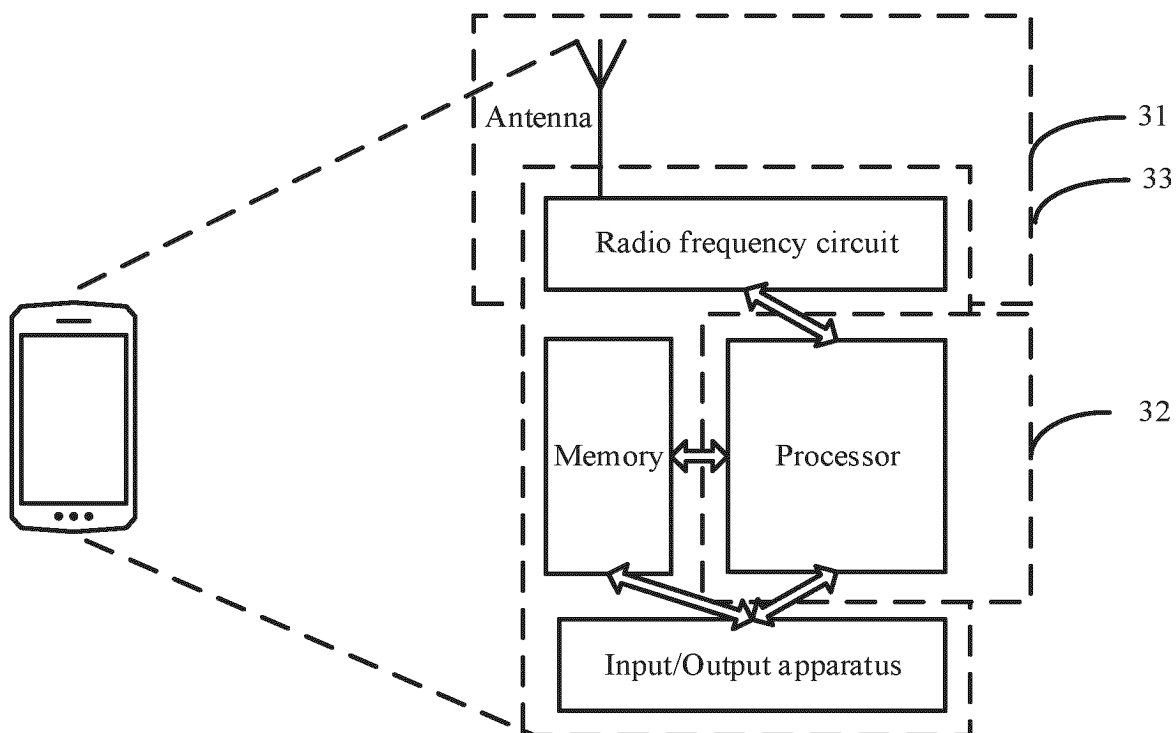 Antenna
31
33
Radio frequency circuit
Memory
Processor
32
Input/Output apparatus